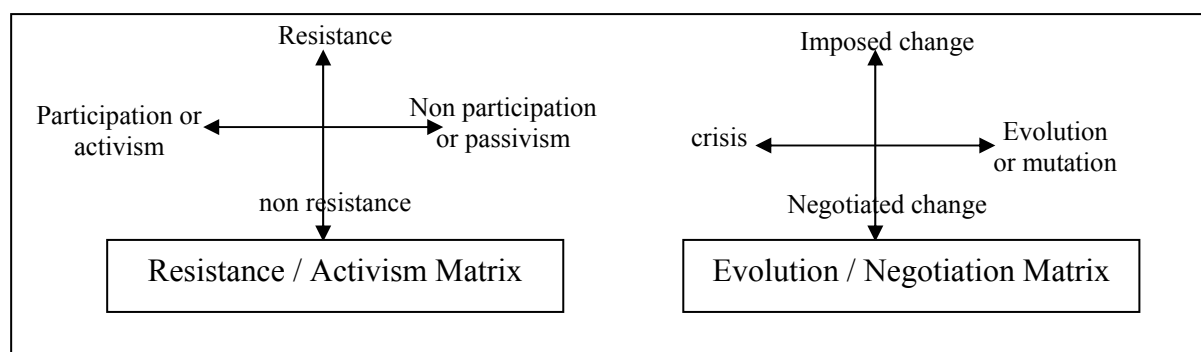 Resistance
Participation or
activism
Non participation
or passivism
non resistance
Resistance / Activism Matrix
Imposed change
crisis
Evolution
or mutation
Negotiated change
Evolution / Negotiation Matrix